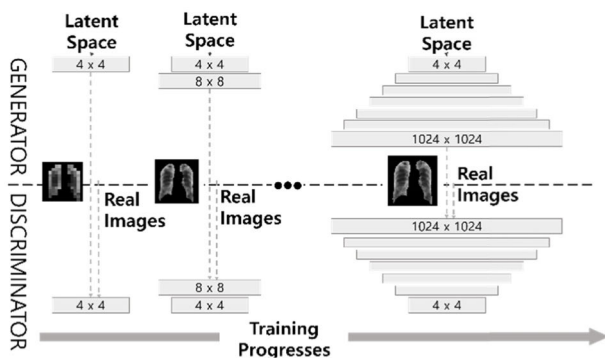 Latent
Space
4 x 4
Real
Images
4 x 4
Latent
Space
4 x 4
8 x 8
Real
Images
8 x 8
4 x 4
Latent
Space
4 x 4
1024 x 1024
Real
Images
1024 x 1024
4 x 4
GENERATOR
DISCRIMINATOR
Training
Progresses